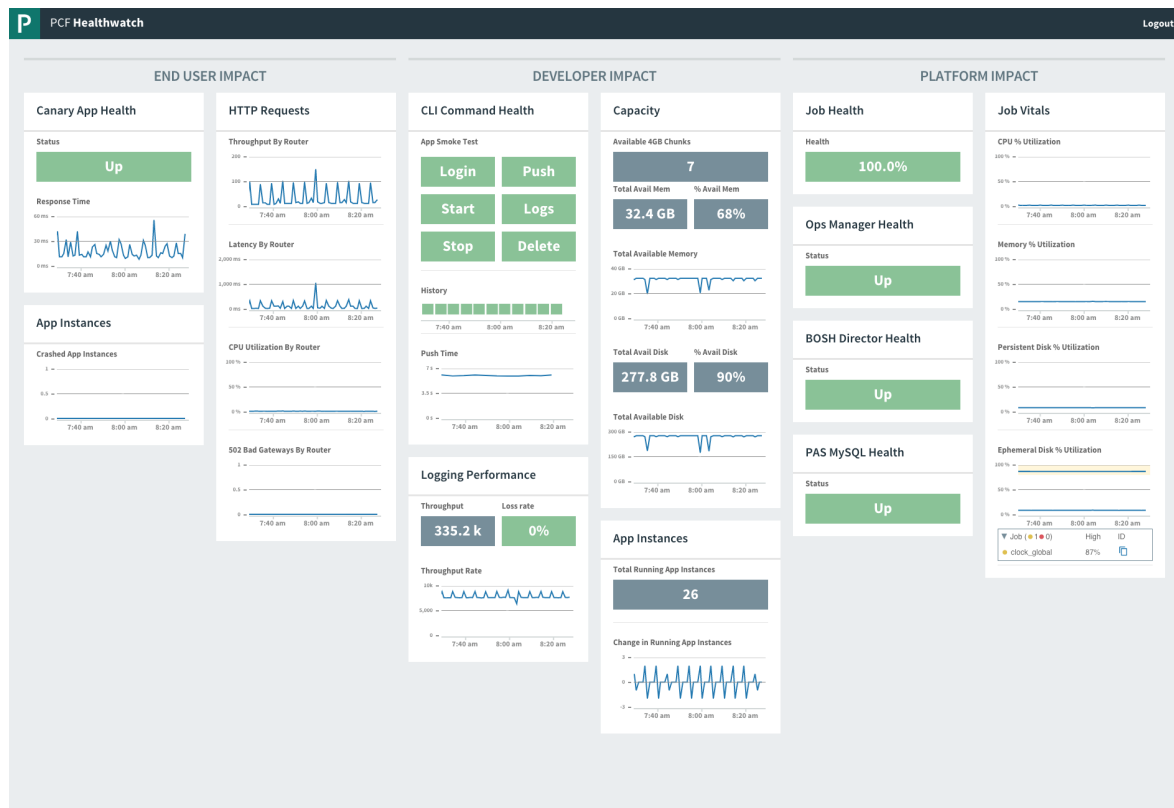 P PCF Healthwatch
Logout
END USER IMPACT
Canary App Health
Status
Up
Response Time
60 ms
30 ms
0 ms
7:40 am 8:00 am 8:20 am
App Instances
Crashed App Instances
1
0.5
0
7:40 am 8:00 am 8:20 am
HTTP Requests
Throughput By Router
200
100
0
7:40 am 8:00 am 8:20 am
Latency By Router
2,000 ms
1,000 ms
0 ms
7:40 am 8:00 am 8:20 am
CPU Utilization By Router
100 %
50 %
0 %
7:40 am 8:00 am 8:20 am
502 Bad Gateways By Router
1
0.5
0
7:40 am 8:00 am 8:20 am
DEVELOPER IMPACT
CLI Command Health
App Smoke Test
Login Push
Start Logs
Stop Delete
History
7:40 am 8:00 am 8:20 am
Push Time
7 s
3.5 s
0 s
7:40 am 8:00 am 8:20 am
Logging Performance
Throughput Loss rate
335.2 k 0%
Throughput Rate
10k
5,000
0
7:40 am 8:00 am 8:20 am
Capacity
Available 4GB Chunks
7
Total Avail Mem % Avail Mem
32.4 GB 68%
Total Available Memory
40 GB
20 GB
0 GB
7:40 am 8:00 am 8:20 am
Total Avail Disk % Avail Disk
277.8 GB 90%
Total Available Disk
300 GB
150 GB
0 GB
7:40 am 8:00 am 8:20 am
App Instances
Total Running App Instances
26
Change in Running App Instances
3
0
-3
7:40 am 8:00 am 8:20 am
PLATFORM IMPACT
Job Health
Health
100.0%
Ops Manager Health
Status
Up
BOSH Director Health
Status
Up
PAS MySQL Health
Status
Up
Job Vitals
CPU % Utilization
100 %
50 %
0 %
7:40 am 8:00 am 8:20 am
Memory % Utilization
100 %
50 %
0 %
7:40 am 8:00 am 8:20 am
Persistent Disk % Utilization
100 %
50 %
0 %
7:40 am 8:00 am 8:20 am
Ephemeral Disk % Utilization
100 %
50 %
0 %
7:40 am 8:00 am 8:20 am
Job ( 1 0) High ID
clock_global 87%